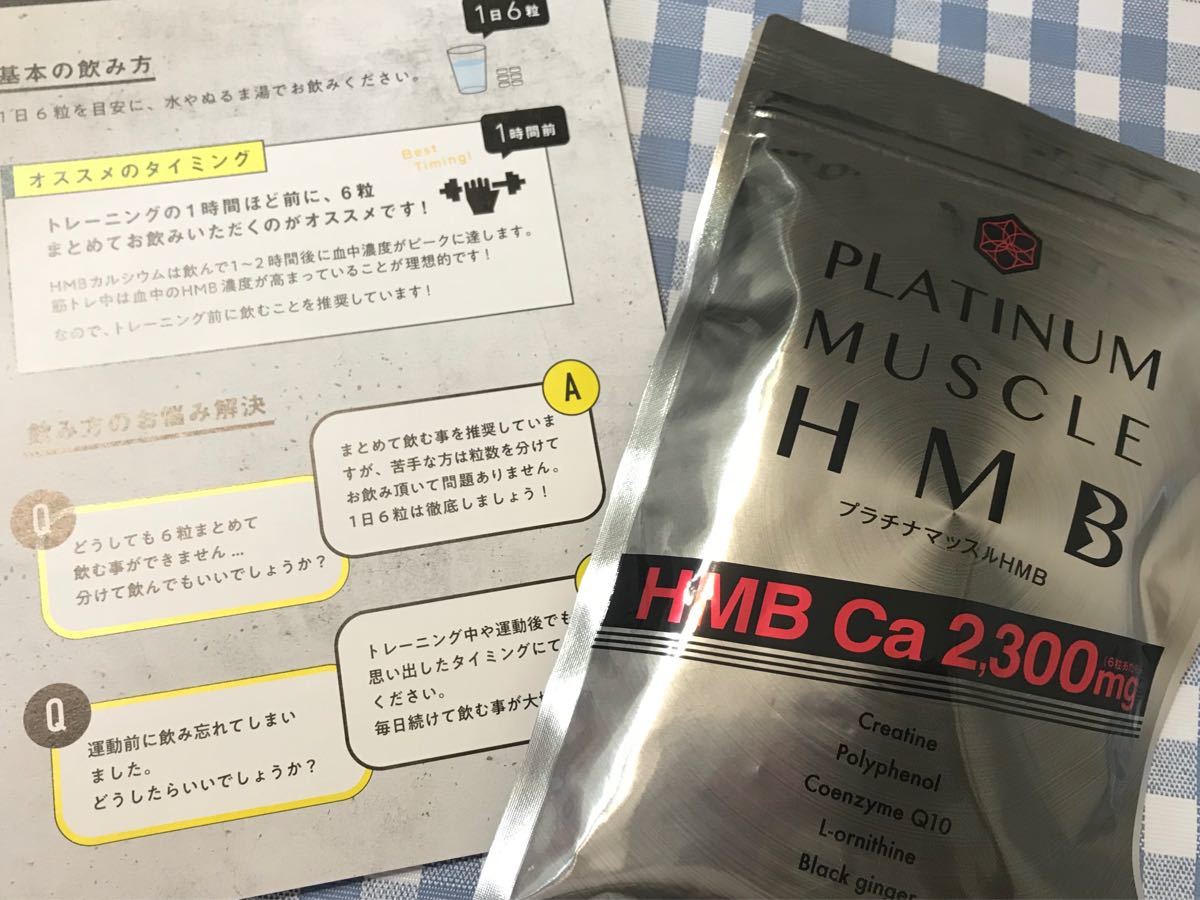 1日6粒
基本の飲み方
1日6粒を目安に、水やぬるま湯でお飲みください。
1時間前
Best
Timing!
オススメのタイミング
トレーニングの1時間ほど前に、6粒
まとめてお飲みいただくのがオススメです!
HMBカルシウムは飲んで1~2時間後に血中濃度がピークに達します。
筋トレ中は血中のHMB濃度が高まっていることが理想的です!
なので、トレーニング前に飲むことを推奨しています!
飲み方のお悩み解決
Q
どうしても6粒まとめて
飲む事ができません...
分けて飲んでもいいでしょうか?
A
まとめて飲む事を推奨していま
すが、苦手な方は粒数を分けて
お飲み頂いて問題ありません。
1日6粒は徹底しましょう!
Q
運動前に飲み忘れてしまい
ました。
どうしたらいいでしょうか?
トレーニング中や運動後でも
思い出したタイミングにて
ください。
毎日続けて飲む事が大
PLATINUM
MUSCLE
HMB
プラチナマッスルHMB
HMB Ca 2,300mg
Creatine
Polyphenol
Coenzyme Q10
L-ornithine
Black ginger